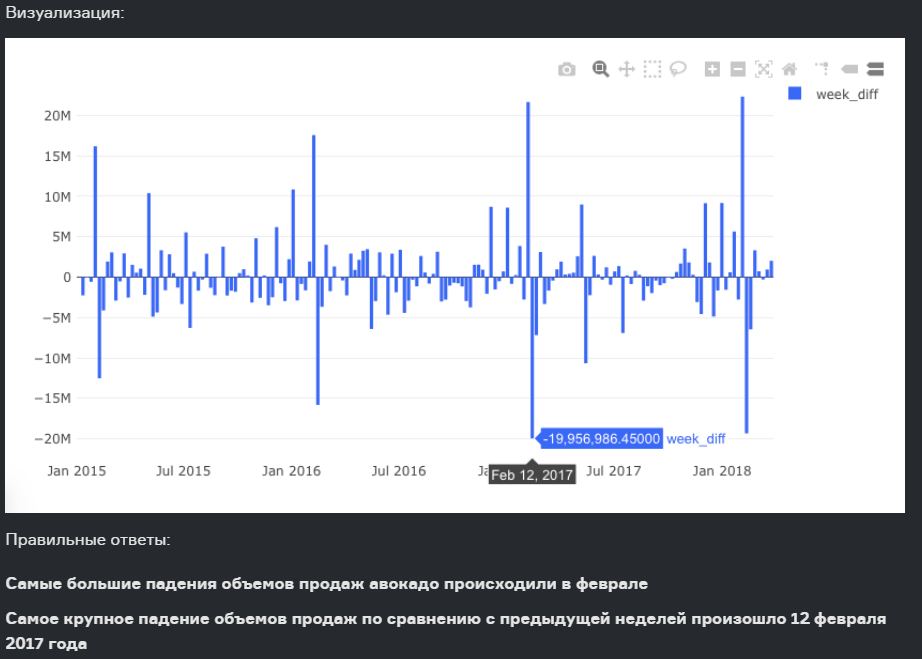 Визуализация:
week_diff
20M
15M
10M
5M
0
−5M
−10M
−15M
−20M
-19,956,986.45000 week_diff
Jan 2015 Jul 2015 Jan 2016 Jul 2016 Jul 2017 Jan 2018
Feb 12, 2017
Правильные ответы:
Самые большие падения объемов продаж авокадо происходили в феврале
Самое крупное падение объемов продаж по сравнению с предыдущей неделей произошло 12 февраля
2017 года